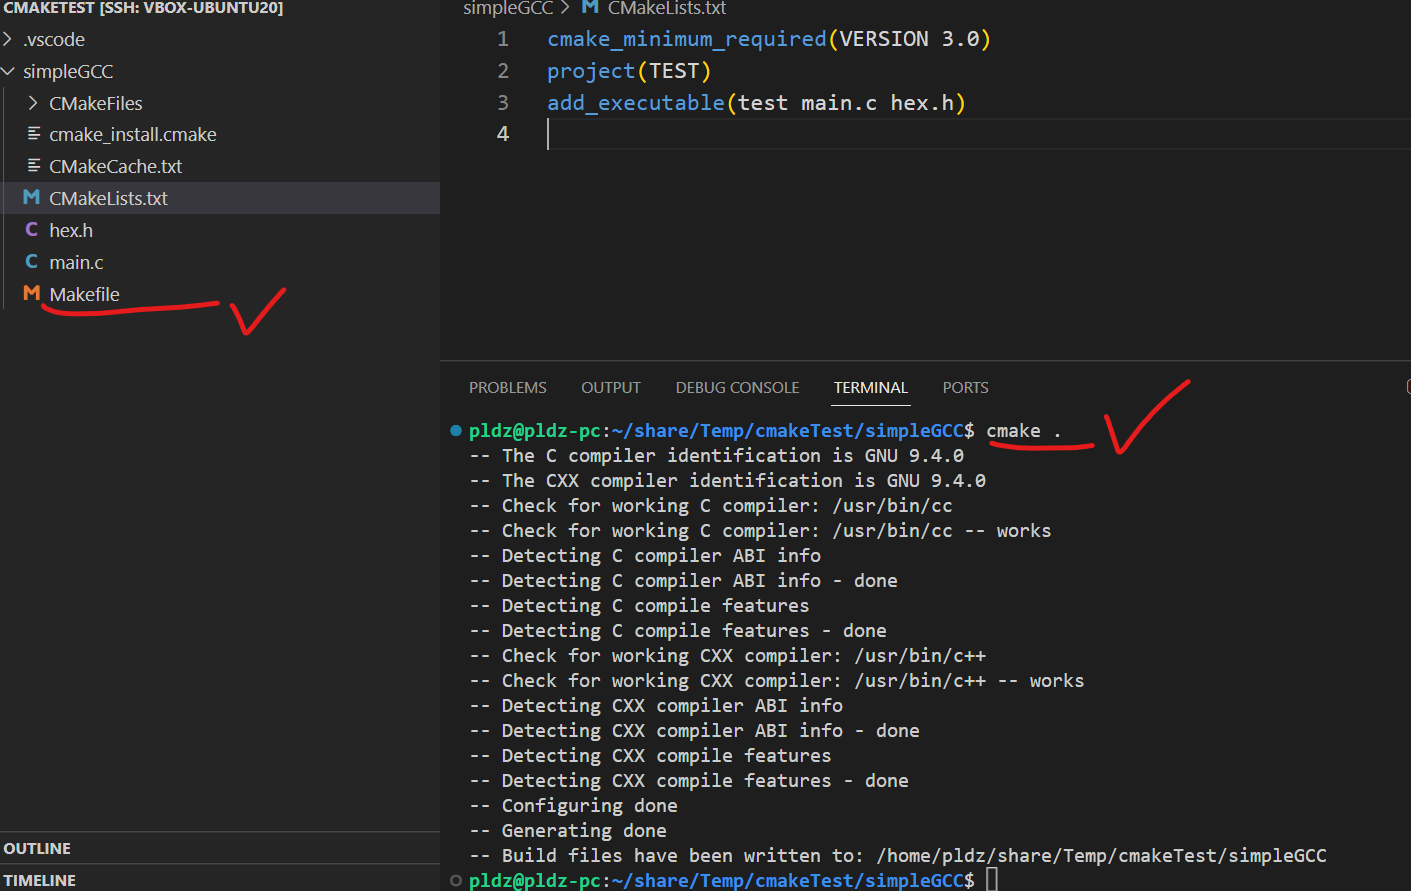 CMAKETEST [SSH: VBOX-UBUNTU20]
.vscode
simpleGCC
CMakeFiles
cmake_install.cmake
CMakeCache.txt
M CMakeLists.txt
C hex.h
C main.c
M Makefile
OUTLINE
TIMELINE
simpleGCC > M CMakeLists.txt
1 cmake_minimum_required(VERSION 3.0)
2 project(TEST)
3 add_executable(test main.c hex.h)
4
PROBLEMS OUTPUT DEBUG CONSOLE TERMINAL PORTS
pldz@pldz-pc:~/share/Temp/cmakeTest/simpleGCC$ cmake .
-- The C compiler identification is GNU 9.4.0
-- The CXX compiler identification is GNU 9.4.0
-- Check for working C compiler: /usr/bin/cc
-- Check for working C compiler: /usr/bin/cc -- works
-- Detecting C compiler ABI info
-- Detecting C compiler ABI info - done
-- Detecting C compile features
-- Detecting C compile features - done
-- Check for working CXX compiler: /usr/bin/c++
-- Check for working CXX compiler: /usr/bin/c++ -- works
-- Detecting CXX compiler ABI info
-- Detecting CXX compiler ABI info - done
-- Detecting CXX compile features
-- Detecting CXX compile features - done
-- Configuring done
-- Generating done
-- Build files have been written to: /home/pldz/share/Temp/cmakeTest/simpleGCC
pldz@pldz-pc:~/share/Temp/cmakeTest/simpleGCC$